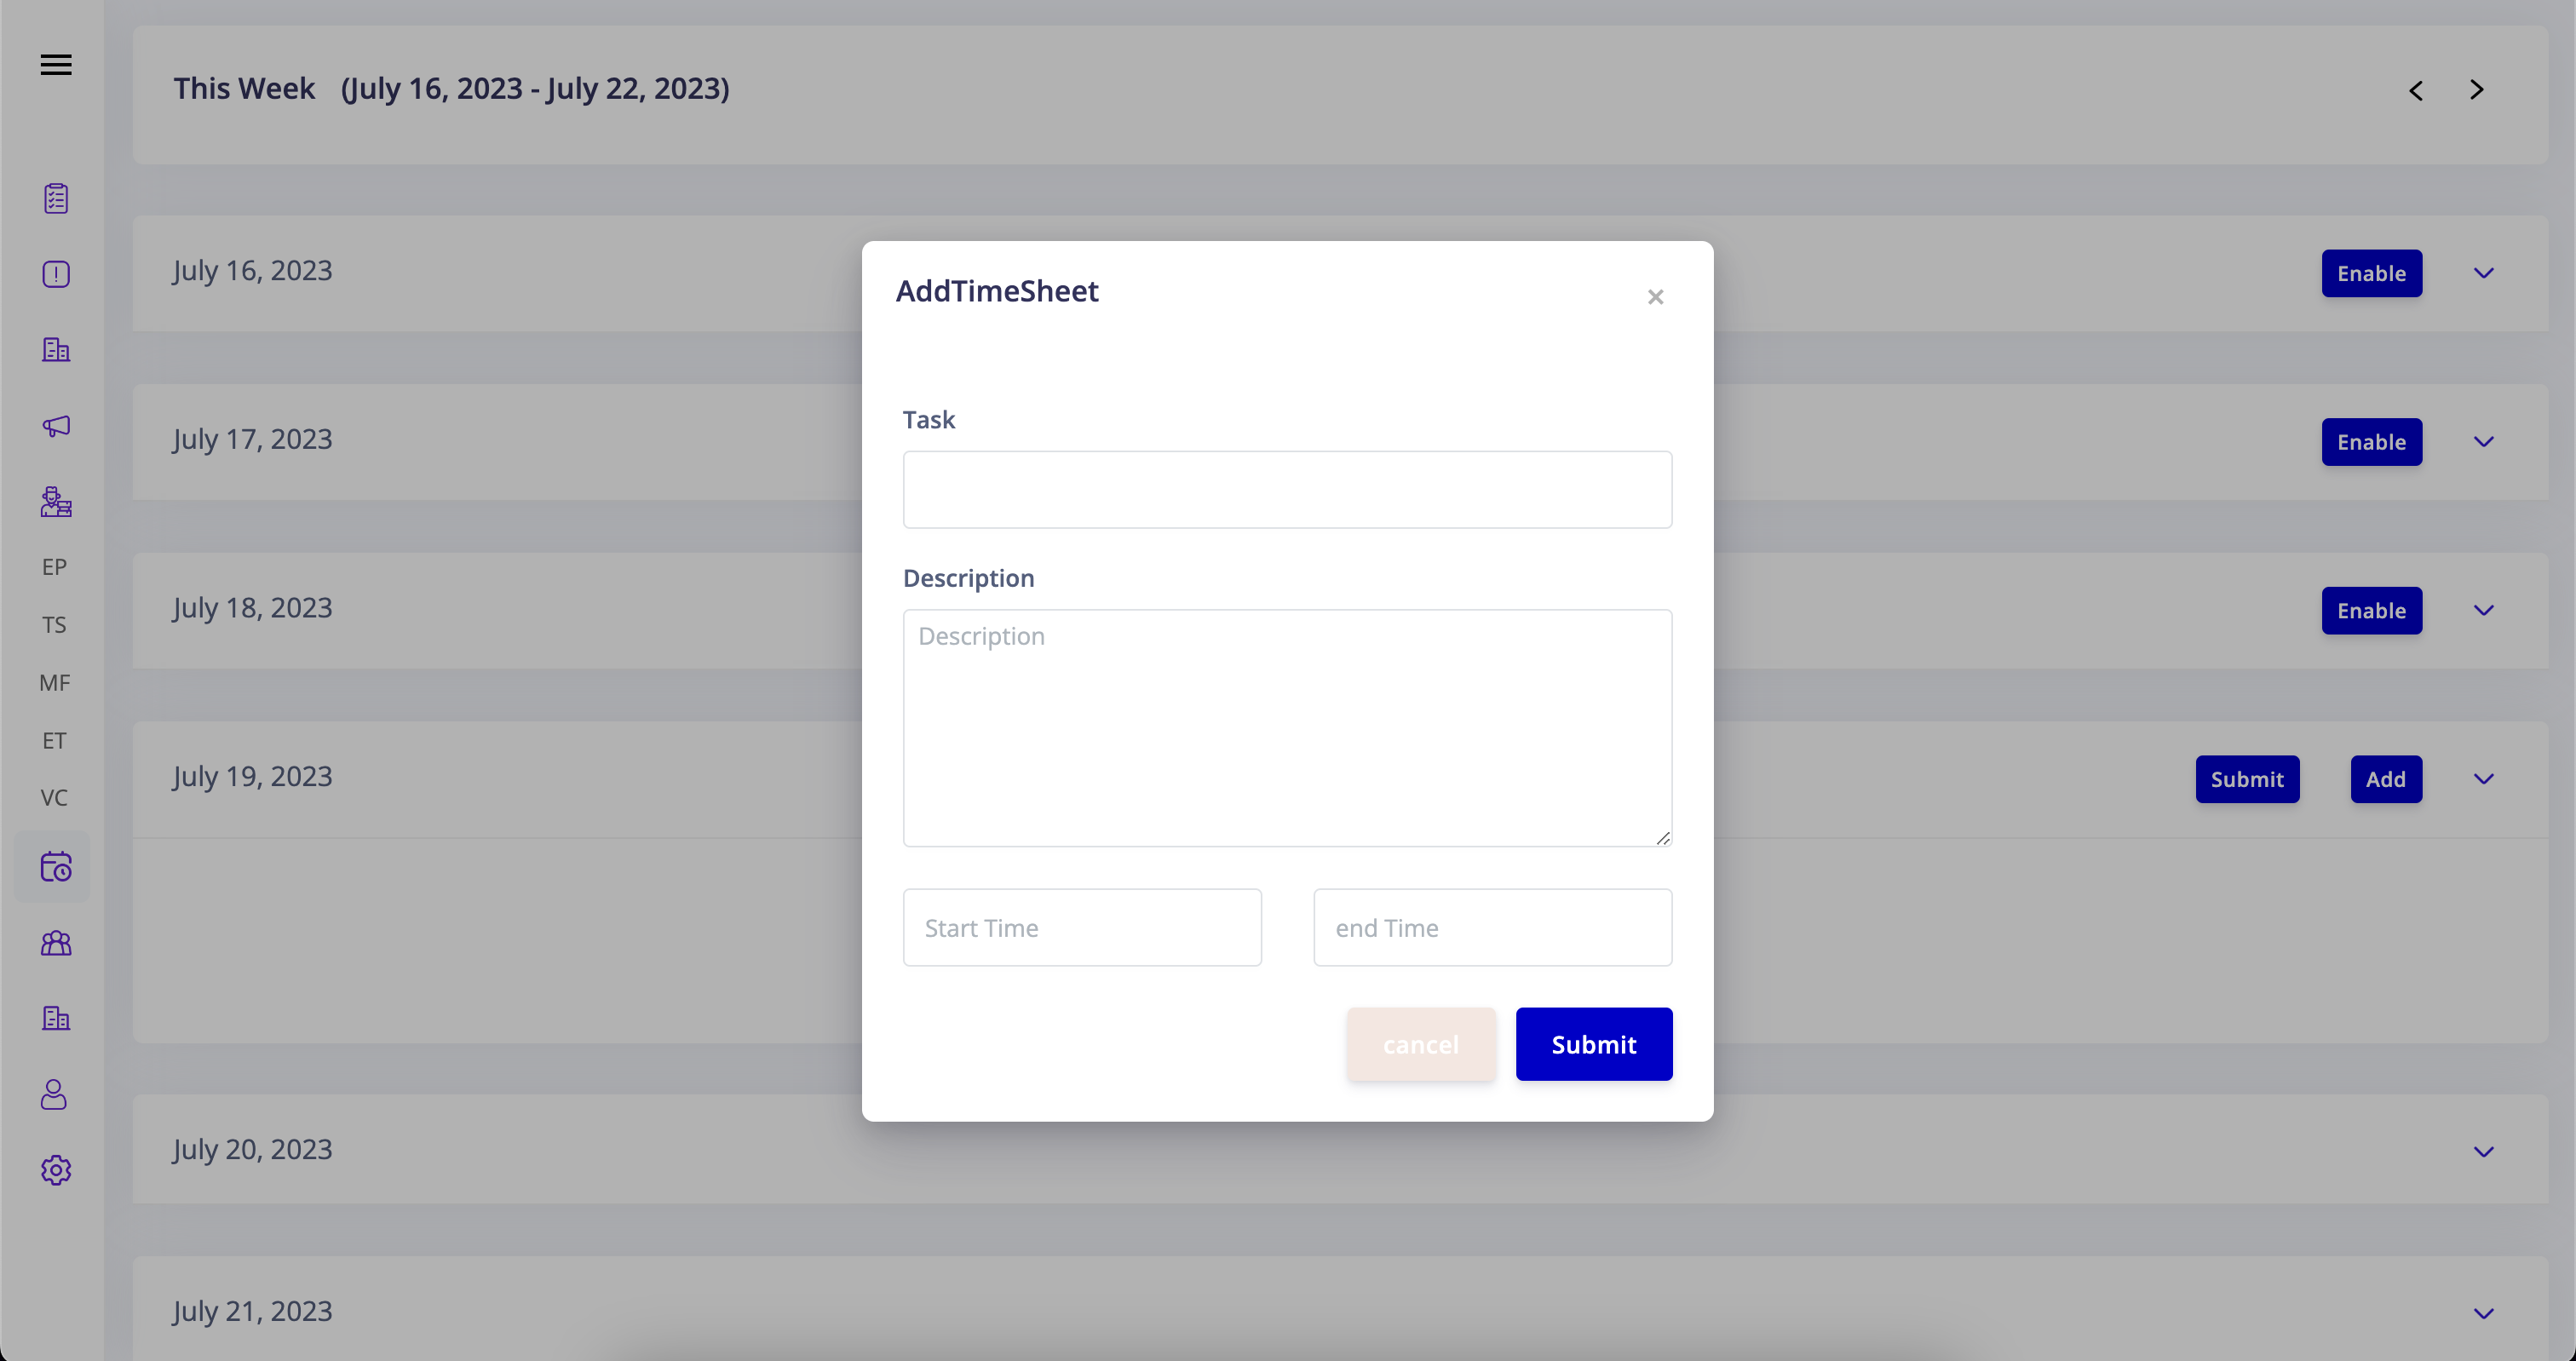 This Week (July 16, 2023 - July 22, 2023)
July 16, 2023
Enable
July 17, 2023
Enable
July 18, 2023
Enable
July 19, 2023
Submit
Add
July 20, 2023
July 21, 2023
EP
TS
MF
ET
VC
AddTimeSheet
Task
Description
Description
Start Time
end Time
cancel
Submit